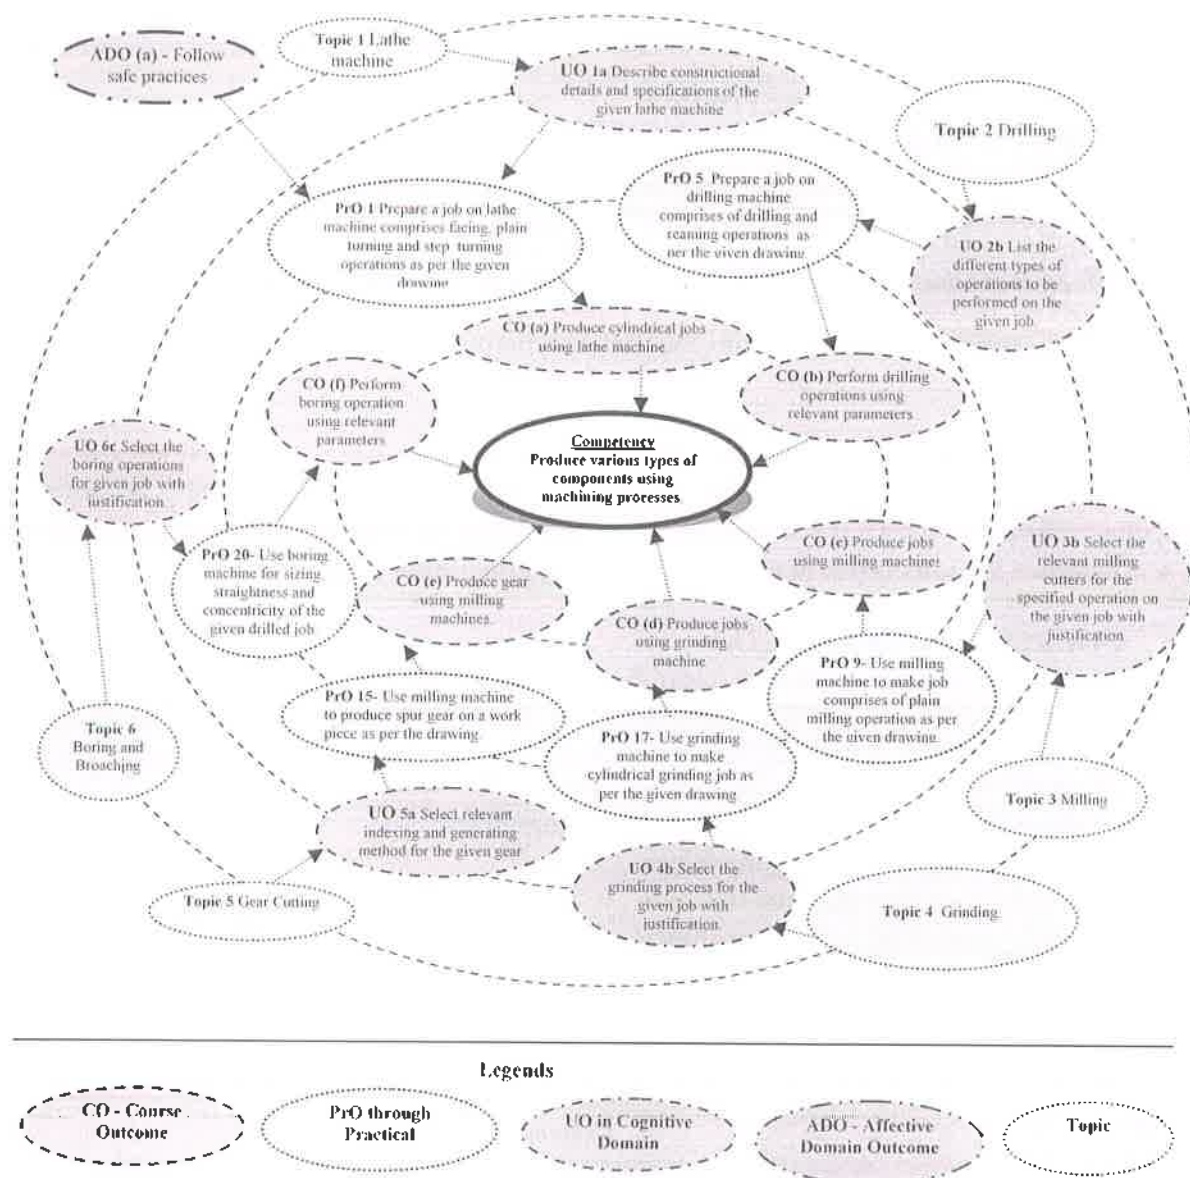 ADO (a) - Follow
safe practices
Topic 1 Lathe
machine
UO 1a Describe constructional
details and specifications of the
given lathe machine
Topic 2 Drilling
PrO 5 Prepare a job on
drilling machine
comprises of drilling and
reaming operations as
per the given drawing
PrO 1 Prepare a job on lathe
machine comprises facing, plain
turning and step turning
operations as per the given
drawing
UO 2b List the
different types of
operations to be
performed on the
given job
CO (a) Produce cylindrical jobs
using lathe machine
CO (f) Perform
boring operation
using relevant
parameters
CO (b) Perform drilling
operations using
relevant parameters
Competency
Produce various types of
components using
machining processes
UO 6c Select the
boring operations
for given job with
justification
PrO 20- Use boring
machine for sizing,
straightness and
concentricity of the
given drilled job
CO (e) Produce gear
using milling
machines
CO (c) Produce jobs
using milling machines
UO 3b Select the
relevant milling
cutters for the
specified operation on
the given job with
justification
CO (d) Produce jobs
using grinding
machine
PrO 15- Use milling machine
to produce spur gear on a work
piece as per the drawing.
PrO 9- Use milling
machine to make job
comprises of plain
milling operation as per
the given drawing.
PrO 17- Use grinding
machine to make
cylindrical grinding job as
per the given drawing
Topic 6
Boring and
Broaching
Topic 3 Milling
UO 5a Select relevant
indexing and generating
method for the given gear
UO 4b Select the
grinding process for the
given job with
justification.
Topic 5 Gear Cutting
Topic 4 Grinding
Legends
CO - Course
Outcome
PrO through
Practical
UO in Cognitive
Domain
ADO - Affective
Domain Outcome
Topic